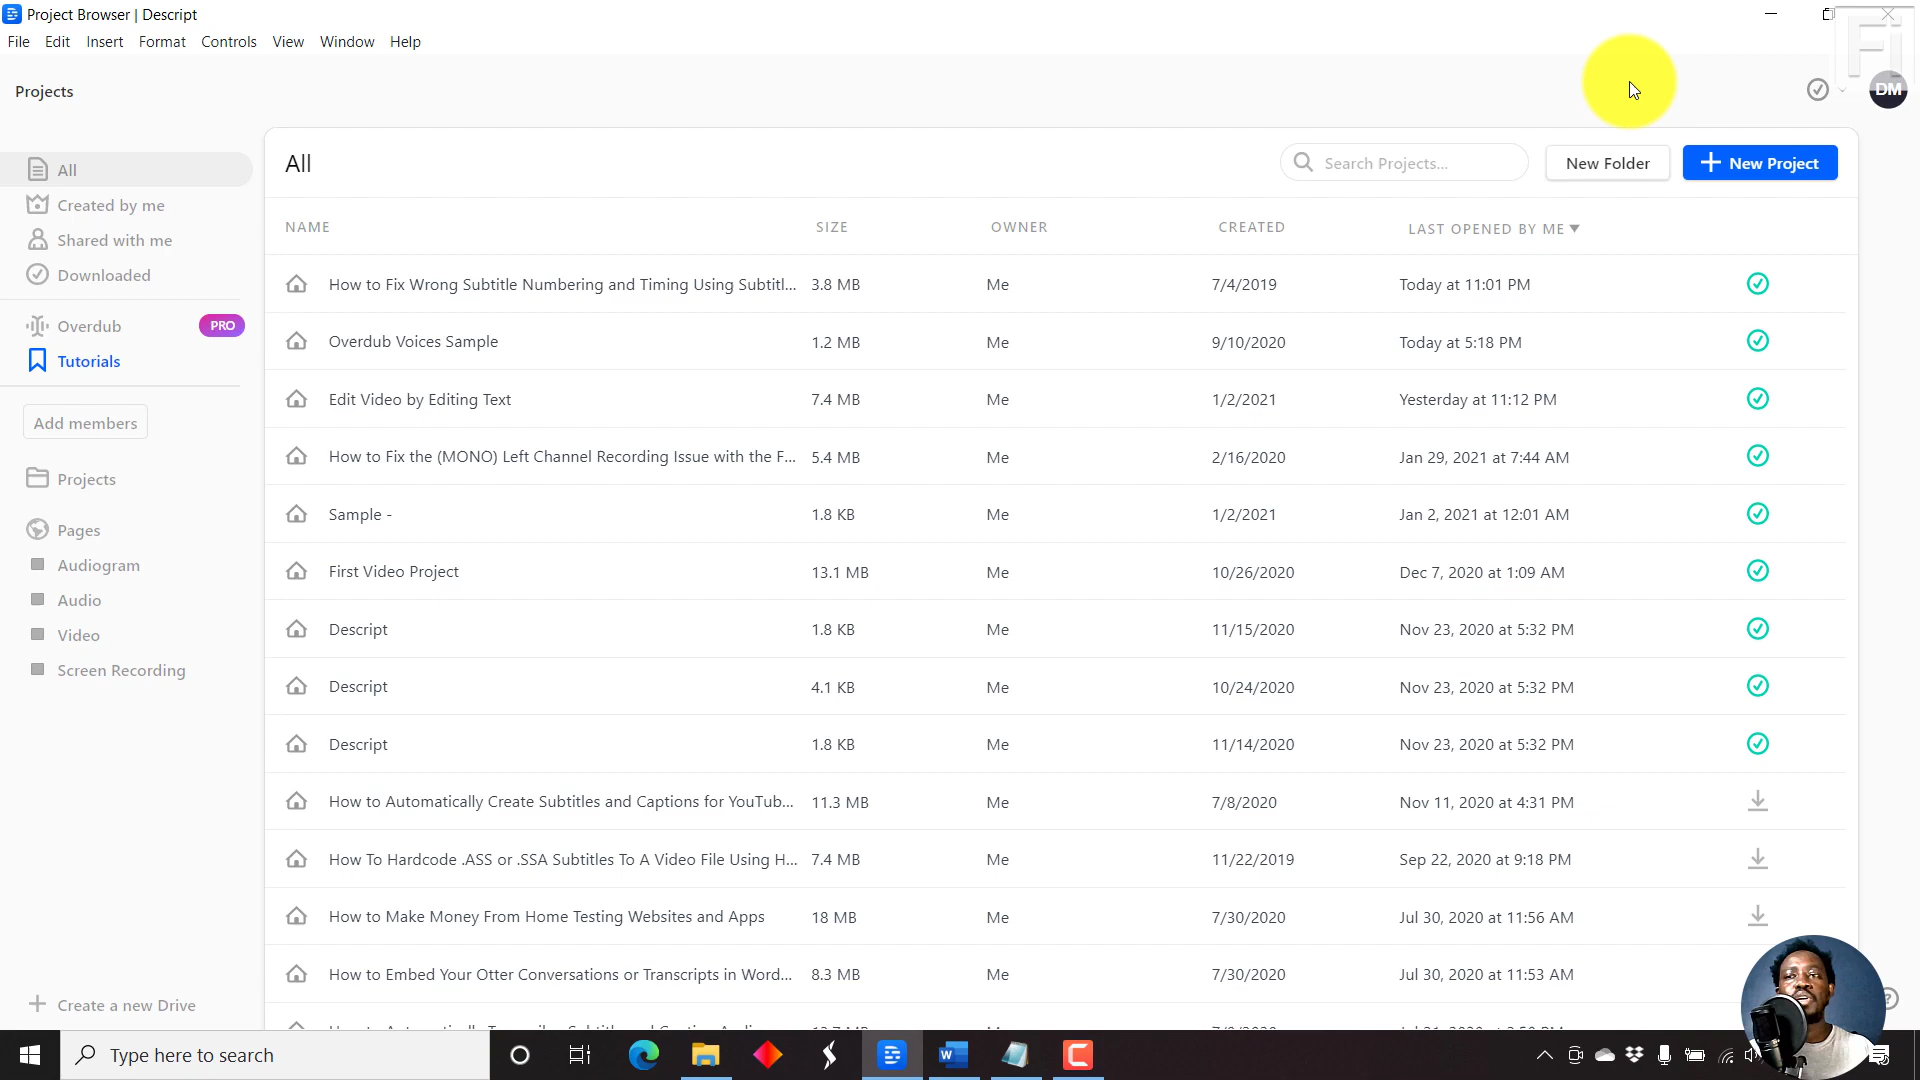 Project Browser | Descript
File Edit Insert Format Controls View Window Help
Fi
Projects
DM
All
Created by me
Shared with me
Downloaded
Overdub PRO
Tutorials
Add members
Projects
Pages
Audiogram
Audio
Video
Screen Recording
Create a new Drive
All
Search Projects...
New Folder
New Project
NAME SIZE OWNER CREATED LAST OPENED BY ME
How to Fix Wrong Subtitle Numbering and Timing Using Subtitl... 3.8 MB Me 7/4/2019 Today at 11:01 PM
Overdub Voices Sample 1.2 MB Me 9/10/2020 Today at 5:18 PM
Edit Video by Editing Text 7.4 MB Me 1/2/2021 Yesterday at 11:12 PM
How to Fix the (MONO) Left Channel Recording Issue with the F... 5.4 MB Me 2/16/2020 Jan 29, 2021 at 7:44 AM
Sample - 1.8 KB Me 1/2/2021 Jan 2, 2021 at 12:01 AM
First Video Project 13.1 MB Me 10/26/2020 Dec 7, 2020 at 1:09 AM
Descript 1.8 KB Me 11/15/2020 Nov 23, 2020 at 5:32 PM
Descript 4.1 KB Me 10/24/2020 Nov 23, 2020 at 5:32 PM
Descript 1.8 KB Me 11/14/2020 Nov 23, 2020 at 5:32 PM
How to Automatically Create Subtitles and Captions for YouTub... 11.3 MB Me 7/8/2020 Nov 11, 2020 at 4:31 PM
How To Hardcode .ASS or .SSA Subtitles To A Video File Using H... 7.4 MB Me 11/22/2019 Sep 22, 2020 at 9:18 PM
How to Make Money From Home Testing Websites and Apps 18 MB Me 7/30/2020 Jul 30, 2020 at 11:56 AM
How to Embed Your Otter Conversations or Transcripts in Word... 8.3 MB Me 7/30/2020 Jul 30, 2020 at 11:53 AM
Type here to search